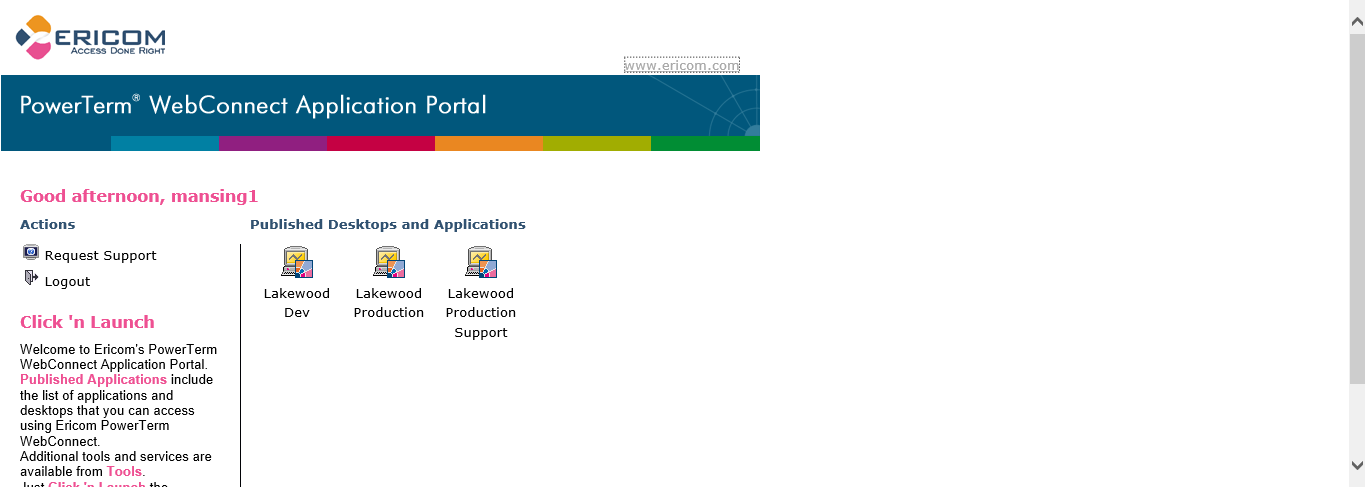 ERICOM
ACCESS DONE RIGHT
www.ericom.com
PowerTerm® WebConnect Application Portal
Good afternoon, mansing1
Actions
Request Support
Logout
Published Desktops and Applications
Lakewood
Dev
Lakewood
Production
Lakewood
Production
Support
Click 'n Launch
Welcome to Ericom's PowerTerm
WebConnect Application Portal.
Published Applications include
the list of applications and
desktops that you can access
using Ericom PowerTerm
WebConnect.
Additional tools and services are
available from Tools.
Just Click 'n Launch the